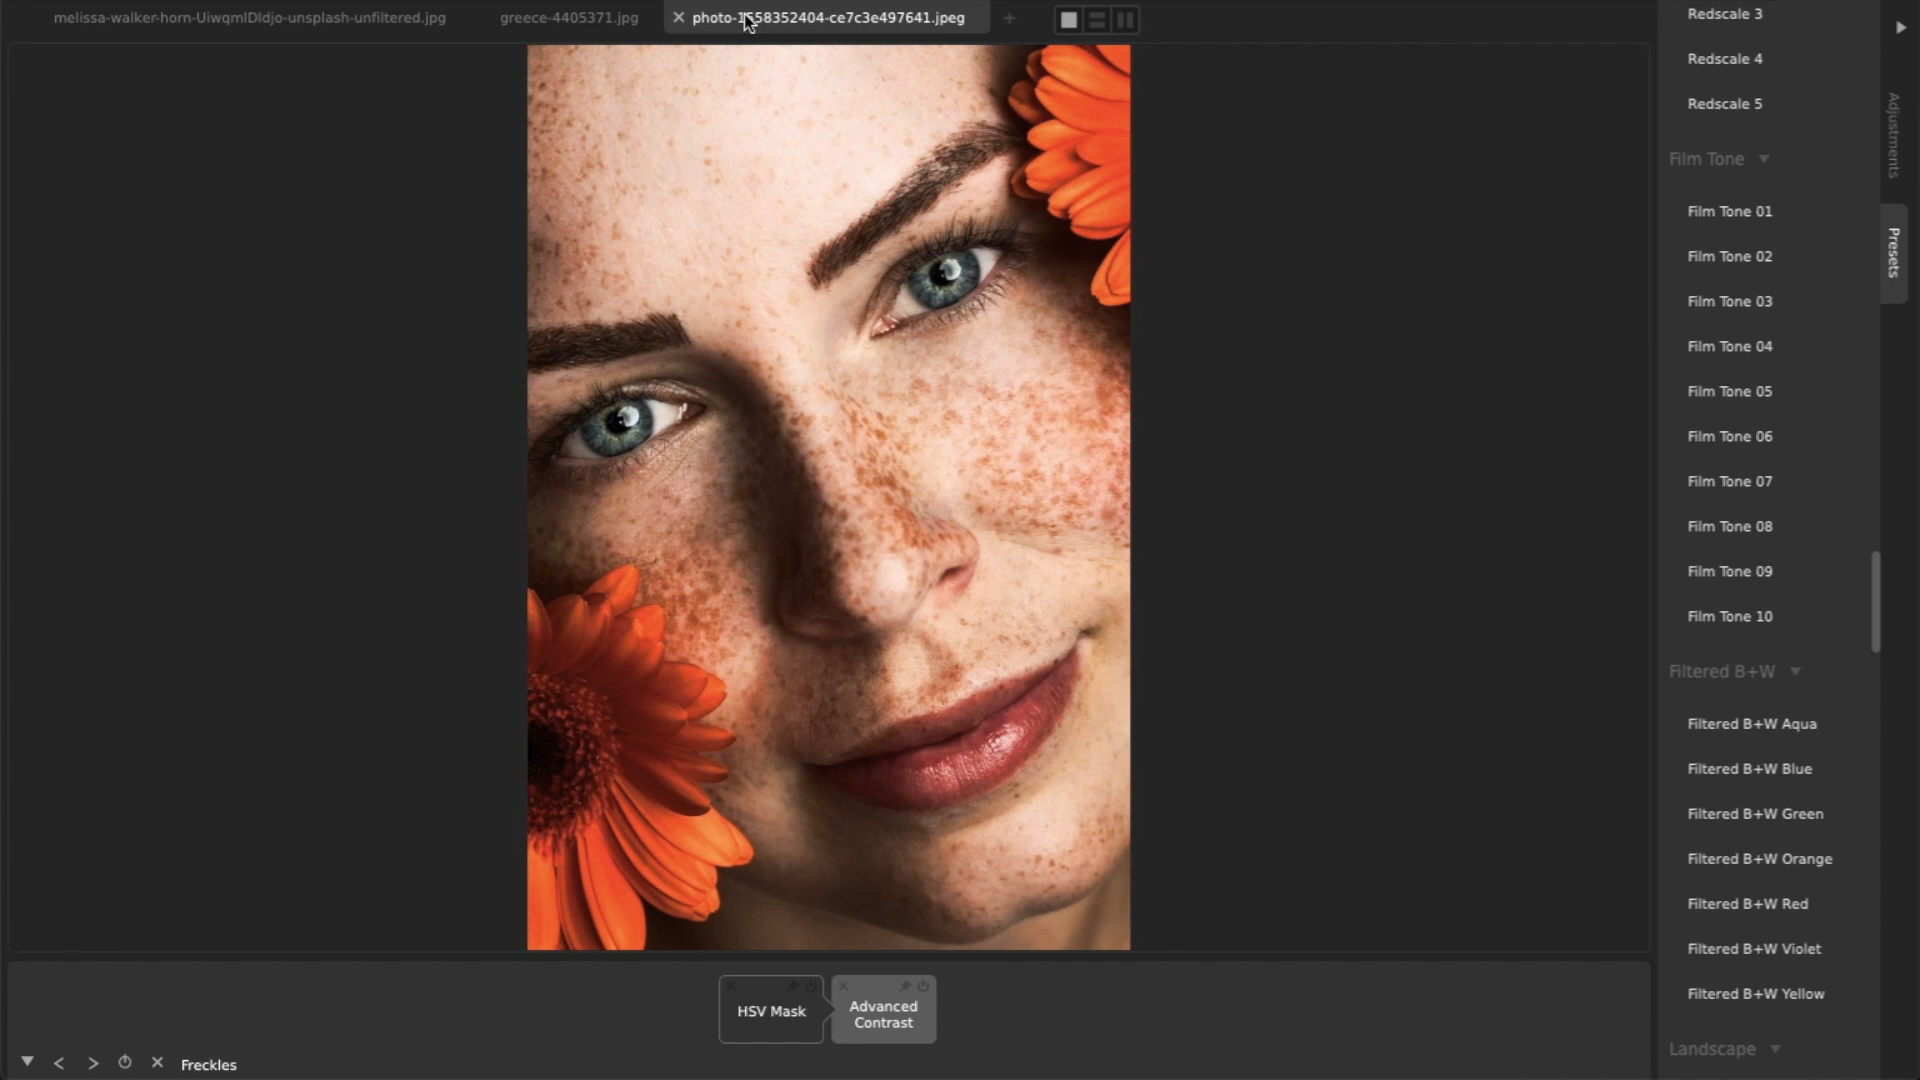 melissa-walker-horn-UiwqmlDldjo-unsplash-unfiltered.jpg
greece-4405371.jpg
photo-1558352404-ce7c3e497641.jpeg
Redscale 3
Redscale 4
Redscale 5
Film Tone
Film Tone 01
Film Tone 02
Film Tone 03
Film Tone 04
Film Tone 05
Film Tone 06
Film Tone 07
Film Tone 08
Film Tone 09
Film Tone 10
Filtered B+W
Filtered B+W Aqua
Filtered B+W Blue
Filtered B+W Green
Filtered B+W Orange
Filtered B+W Red
Filtered B+W Violet
Filtered B+W Yellow
Landscape
Adjustments
Presets
HSV Mask
Advanced
Contrast
Freckles